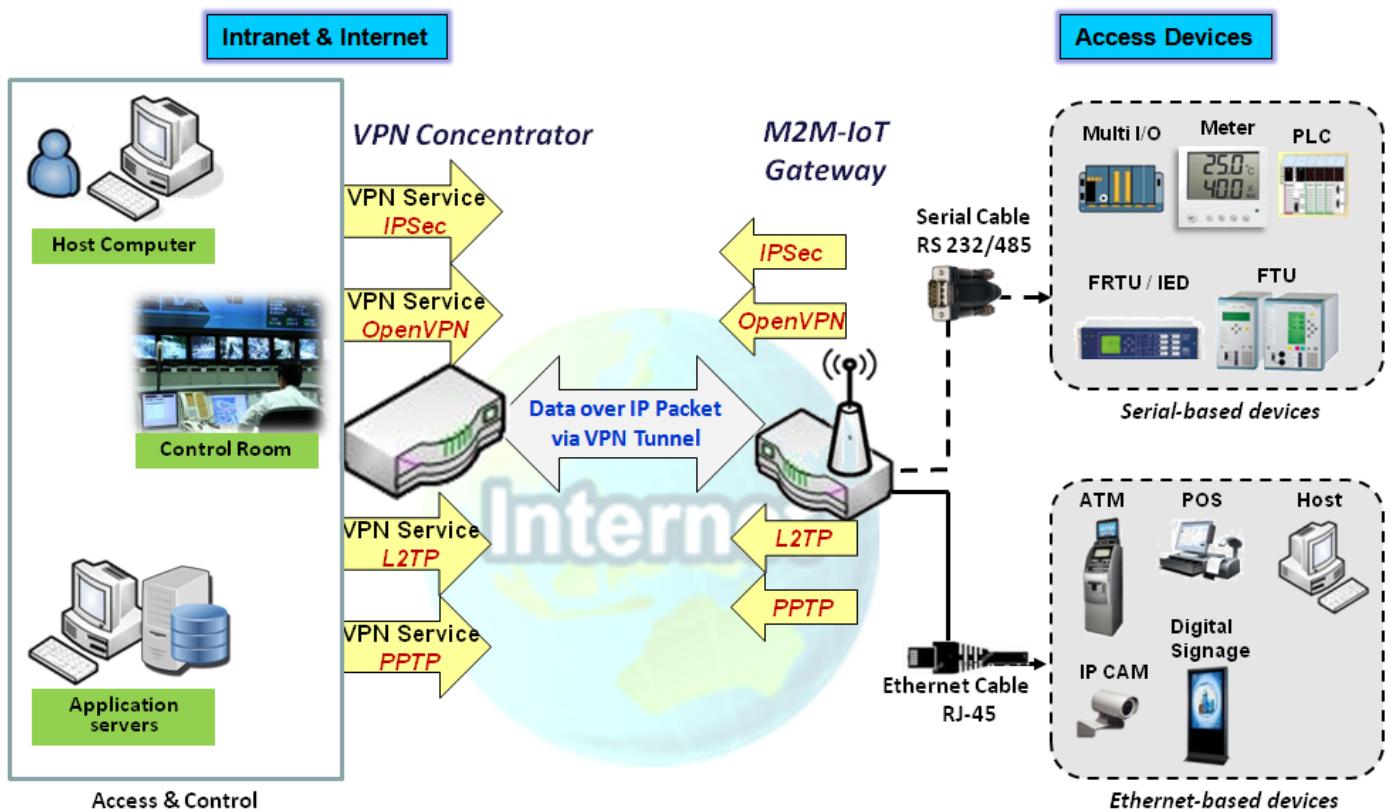 Intranet & Internet
Access Devices
VPN Concentrator
M2M-IoT
Gateway
Host Computer
Control Room
Application
servers
Access & Control
VPN Service
IPSec
VPN Service
OpenVPN
VPN Service
L2TP
VPN Service
PPTP
Data over IP Packet
via VPN Tunnel
Internet
IPSec
OpenVPN
L2TP
PPTP
Serial Cable
RS 232/485
Ethernet Cable
RJ-45
Multi I/O
Meter
PLC
25.0 °C
40.0 %
FRTU / IED
FTU
Serial-based devices
ATM
POS
Host
IP CAM
Digital
Signage
Ethernet-based devices